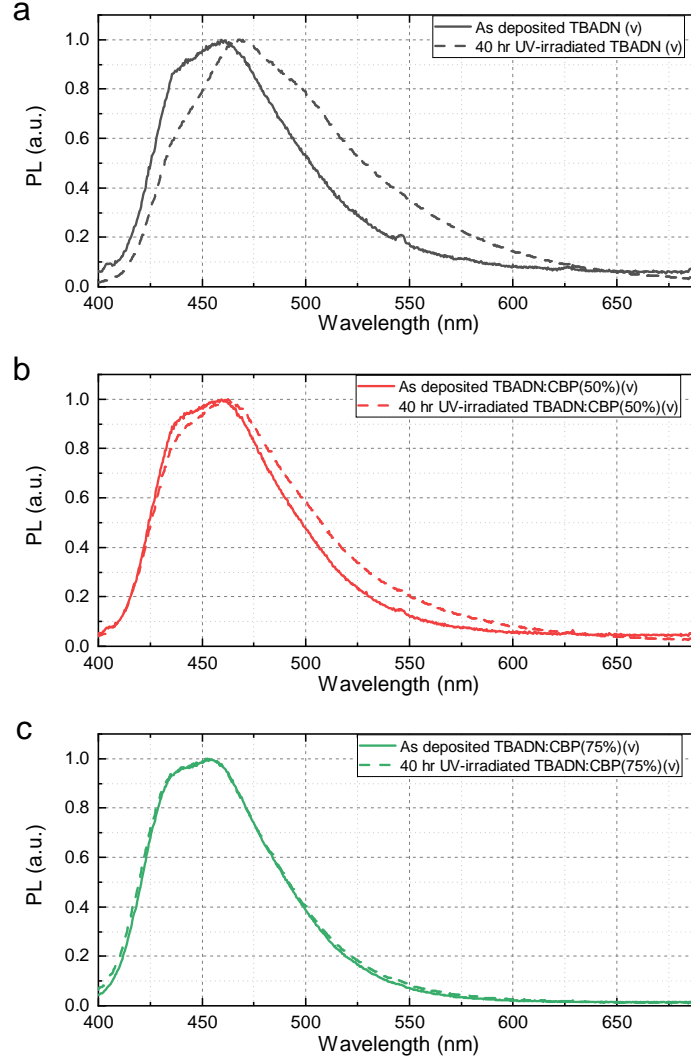 a
As deposited TBADN (v)
40 hr UV-irradiated TBADN (v)
1.0
0.8
0.6
0.4
0.2
0.0
PL (a.u.)
400 450 500 550 600 650
Wavelength (nm)
b
As deposited TBADN:CBP(50%)(v)
40 hr UV-irradiated TBADN:CBP(50%)(v)
1.0
0.8
0.6
0.4
0.2
0.0
PL (a.u.)
400 450 500 550 600 650
Wavelength (nm)
c
As deposited TBADN:CBP(75%)(v)
40 hr UV-irradiated TBADN:CBP(75%)(v)
1.0
0.8
0.6
0.4
0.2
0.0
PL (a.u.)
400 450 500 550 600 650
Wavelength (nm)